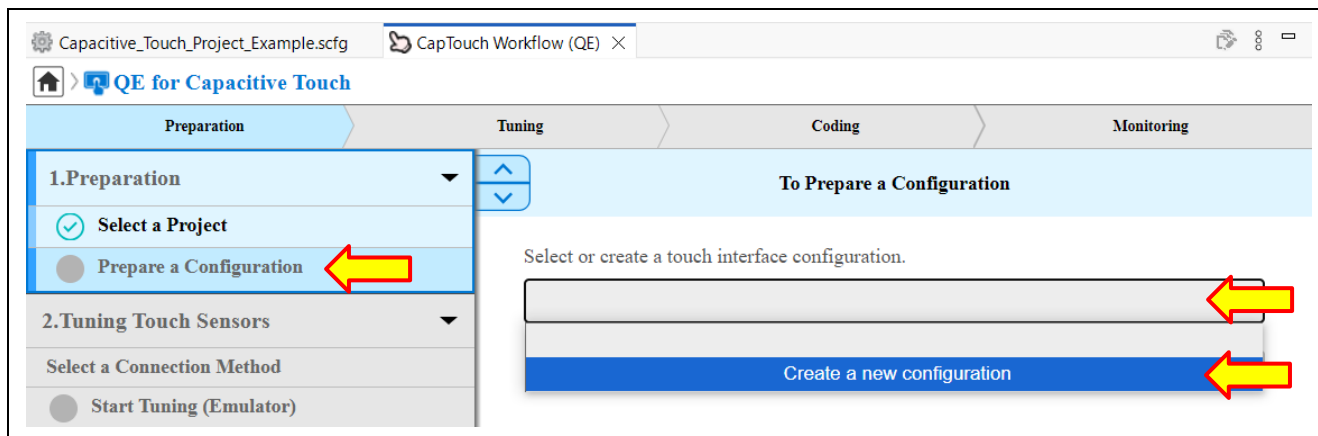 Capacitive_Touch_Project_Example.scfg
CapTouch Workflow (QE)
QE for Capacitive Touch
Preparation
Tuning
Coding
Monitoring
1.Preparation
Select a Project
Prepare a Configuration
2.Tuning Touch Sensors
Select a Connection Method
Start Tuning (Emulator)
To Prepare a Configuration
Select or create a touch interface configuration.
Create a new configuration